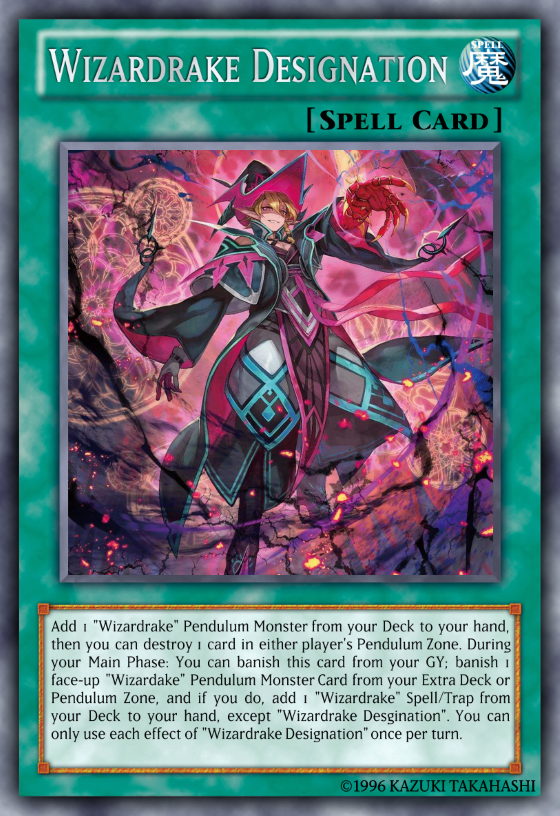 WIZARDRAKE DESIGNATION
SPELL
魔
[SPELL CARD]
Add 1 "Wizardrake" Pendulum Monster from your Deck to your hand,
then you can destroy 1 card in either player's Pendulum Zone. During
your Main Phase: You can banish this card from your GY; banish 1
face-up "Wizardake" Pendulum Monster Card from your Extra Deck or
Pendulum Zone, and if you do, add 1 "Wizardrake" Spell/Trap from
your Deck to your hand, except "Wizardrake Desgination". You can
only use each effect of "Wizardrake Designation" once per turn.
©1996 KAZUKI TAKAHASHI